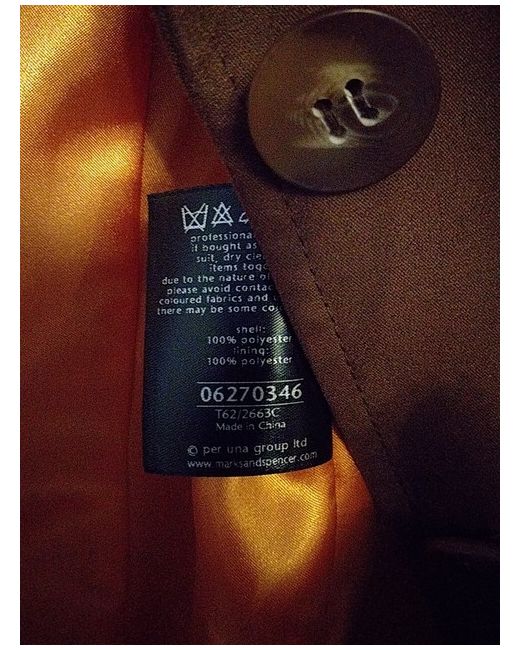 professiona
if bought as
suit, dry cle
items toge
due to the nature of
please avoid contac
coloured fabrics and
there may be some co
shell:
100% polyester
lining:
100% polyester
06270346
T62/2663C
Made in China
© per una group ltd
www.marksandspencer.com